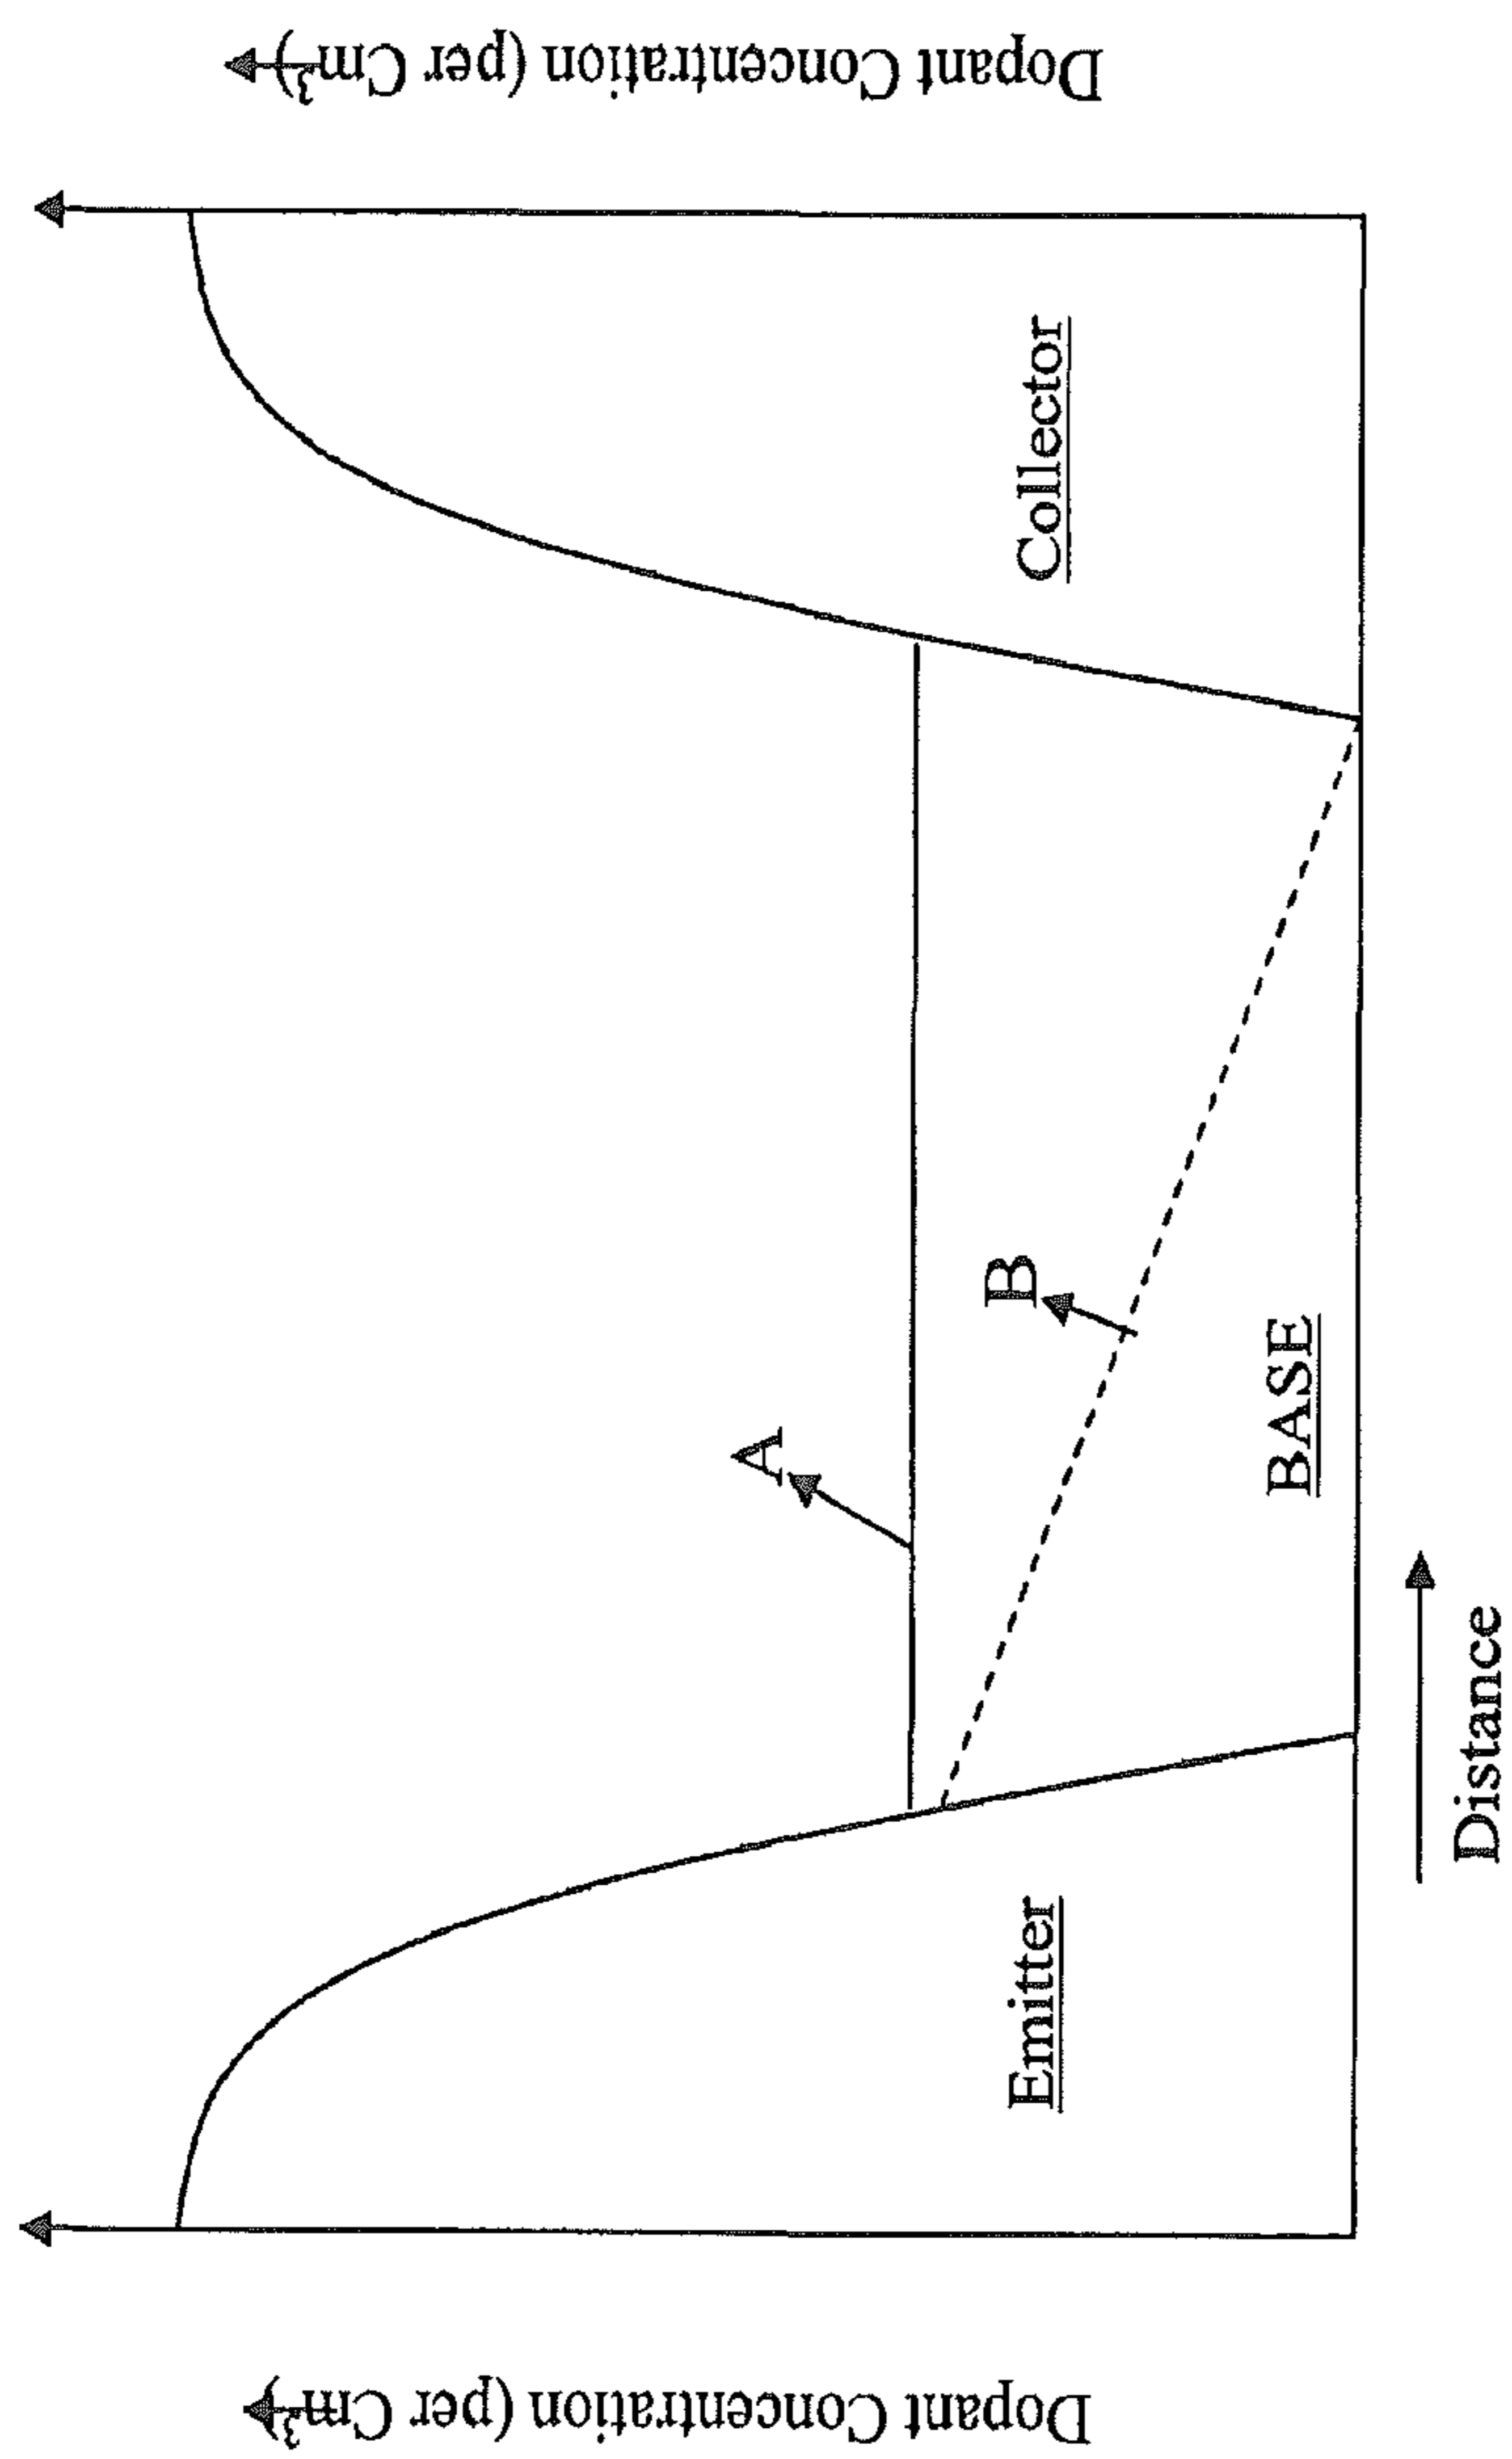 Dopant Concentration (per Cm³)
Emitter
A
B
BASE
Collector
Distance
Dopant Concentration (per Cm³)